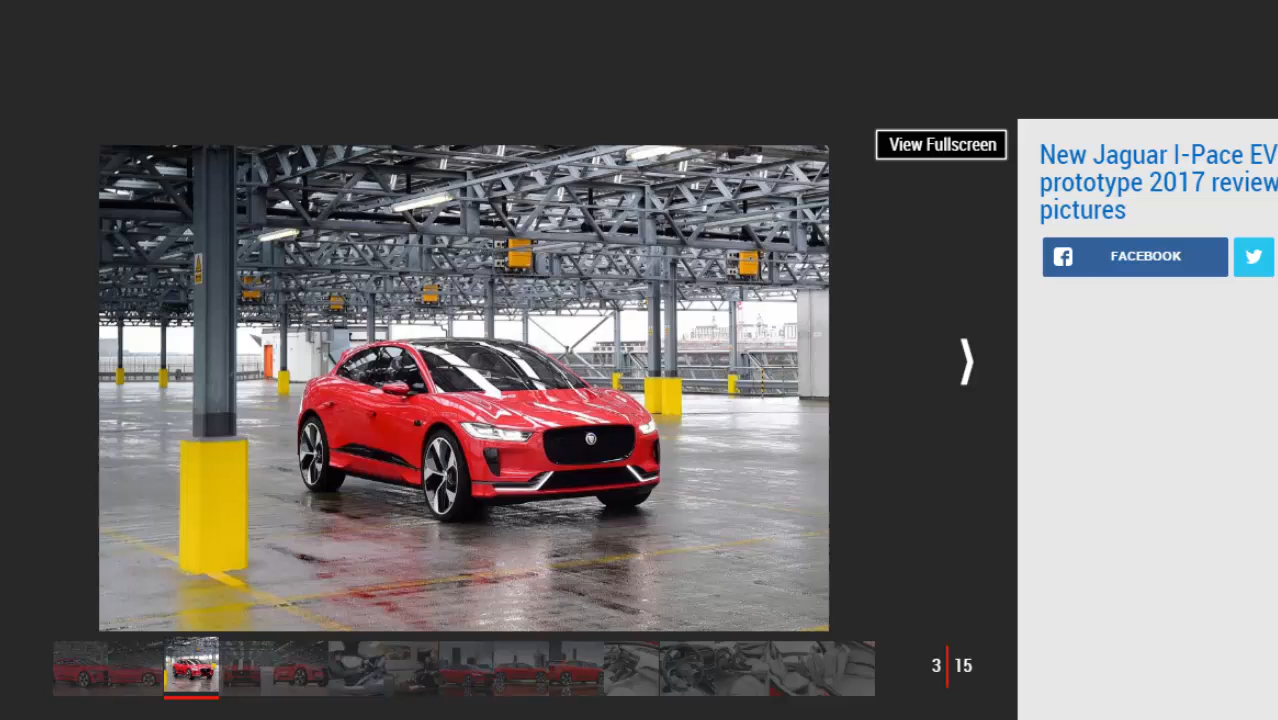 View Fullscreen
New Jaguar I-Pace EV
prototype 2017 review
pictures
FACEBOOK
3 15